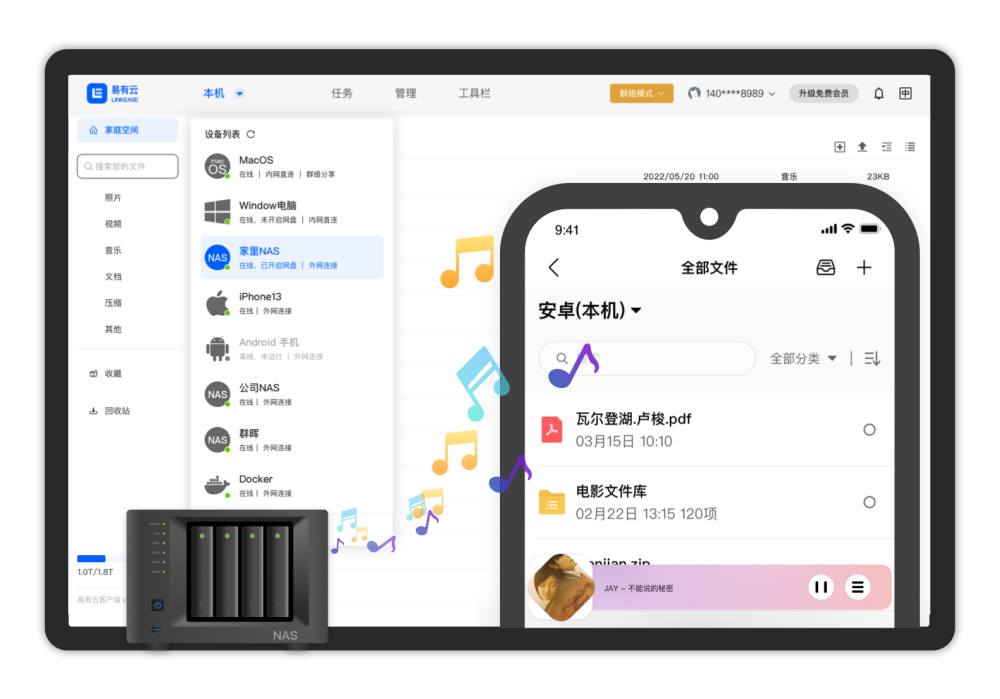 易有云
LINKEASE
本机
任务
管理
工具栏
群组模式
140****8989
升级免费会员
中
家庭空间
搜索您的文件
照片
视频
音乐
文档
压缩
其他
收藏
回收站
1.0T/1.8T
易有云客户端
设备列表
mac OS
MacOS
在线 | 内网直连 | 群组分享
Window电脑
在线，未开启网盘 | 内网直连
NAS
家里NAS
在线，已开启网盘 | 外网连接
iPhone13
在线 | 外网连接
Android 手机
离线，未运行 | 外网连接
NAS
公司NAS
在线 | 外网连接
NAS
群晖
在线 | 外网连接
Docker
在线 | 外网连接
2022/05/20 11:00 音乐 23KB
NAS
9:41
全部文件
安卓(本机)
全部分类
瓦尔登湖.卢梭.pdf
03月15日 10:10
电影文件库
02月22日 13:15 120项
JAY – 不能说的秘密